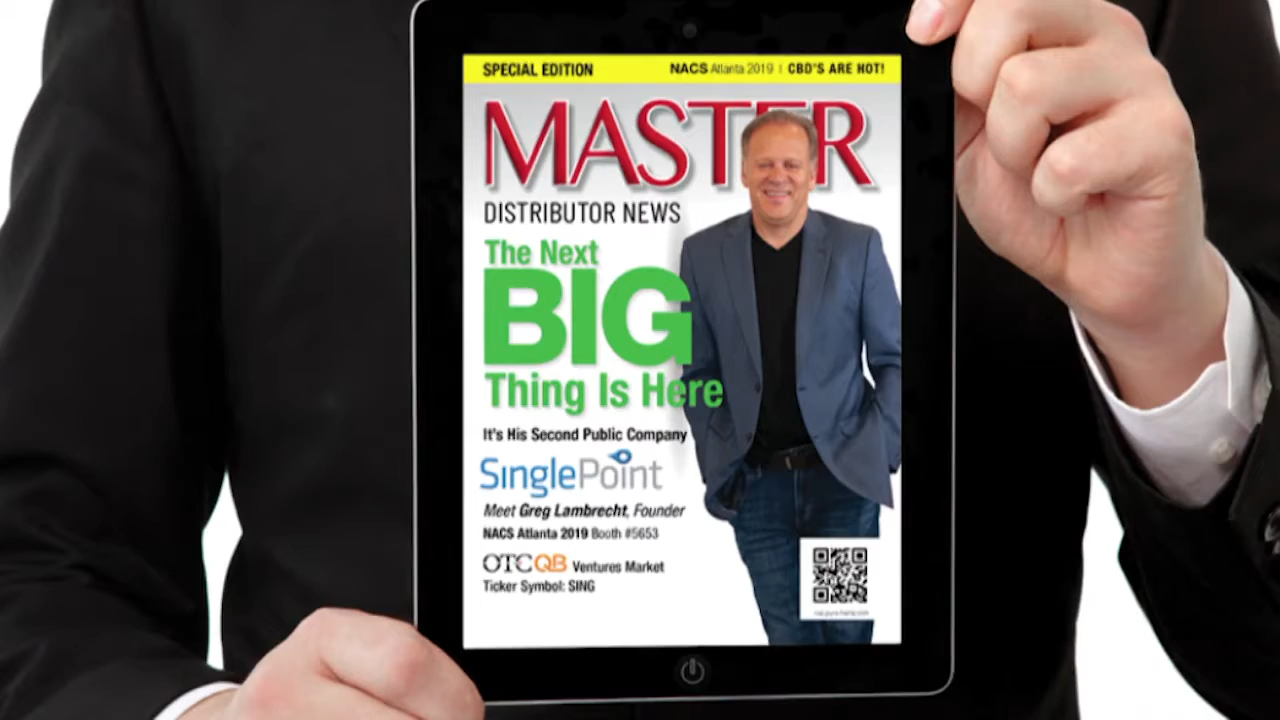 SPECIAL EDITION
NACS Atlanta 2019 | CBD'S ARE HOT!
MASTER
DISTRIBUTOR NEWS
The Next
BIG
Thing Is Here
It's His Second Public Company
SinglePoint
Meet Greg Lambrecht, Founder
NACS Atlanta 2019 Booth #5653
OTCQB Ventures Market
Ticker Symbol: SING